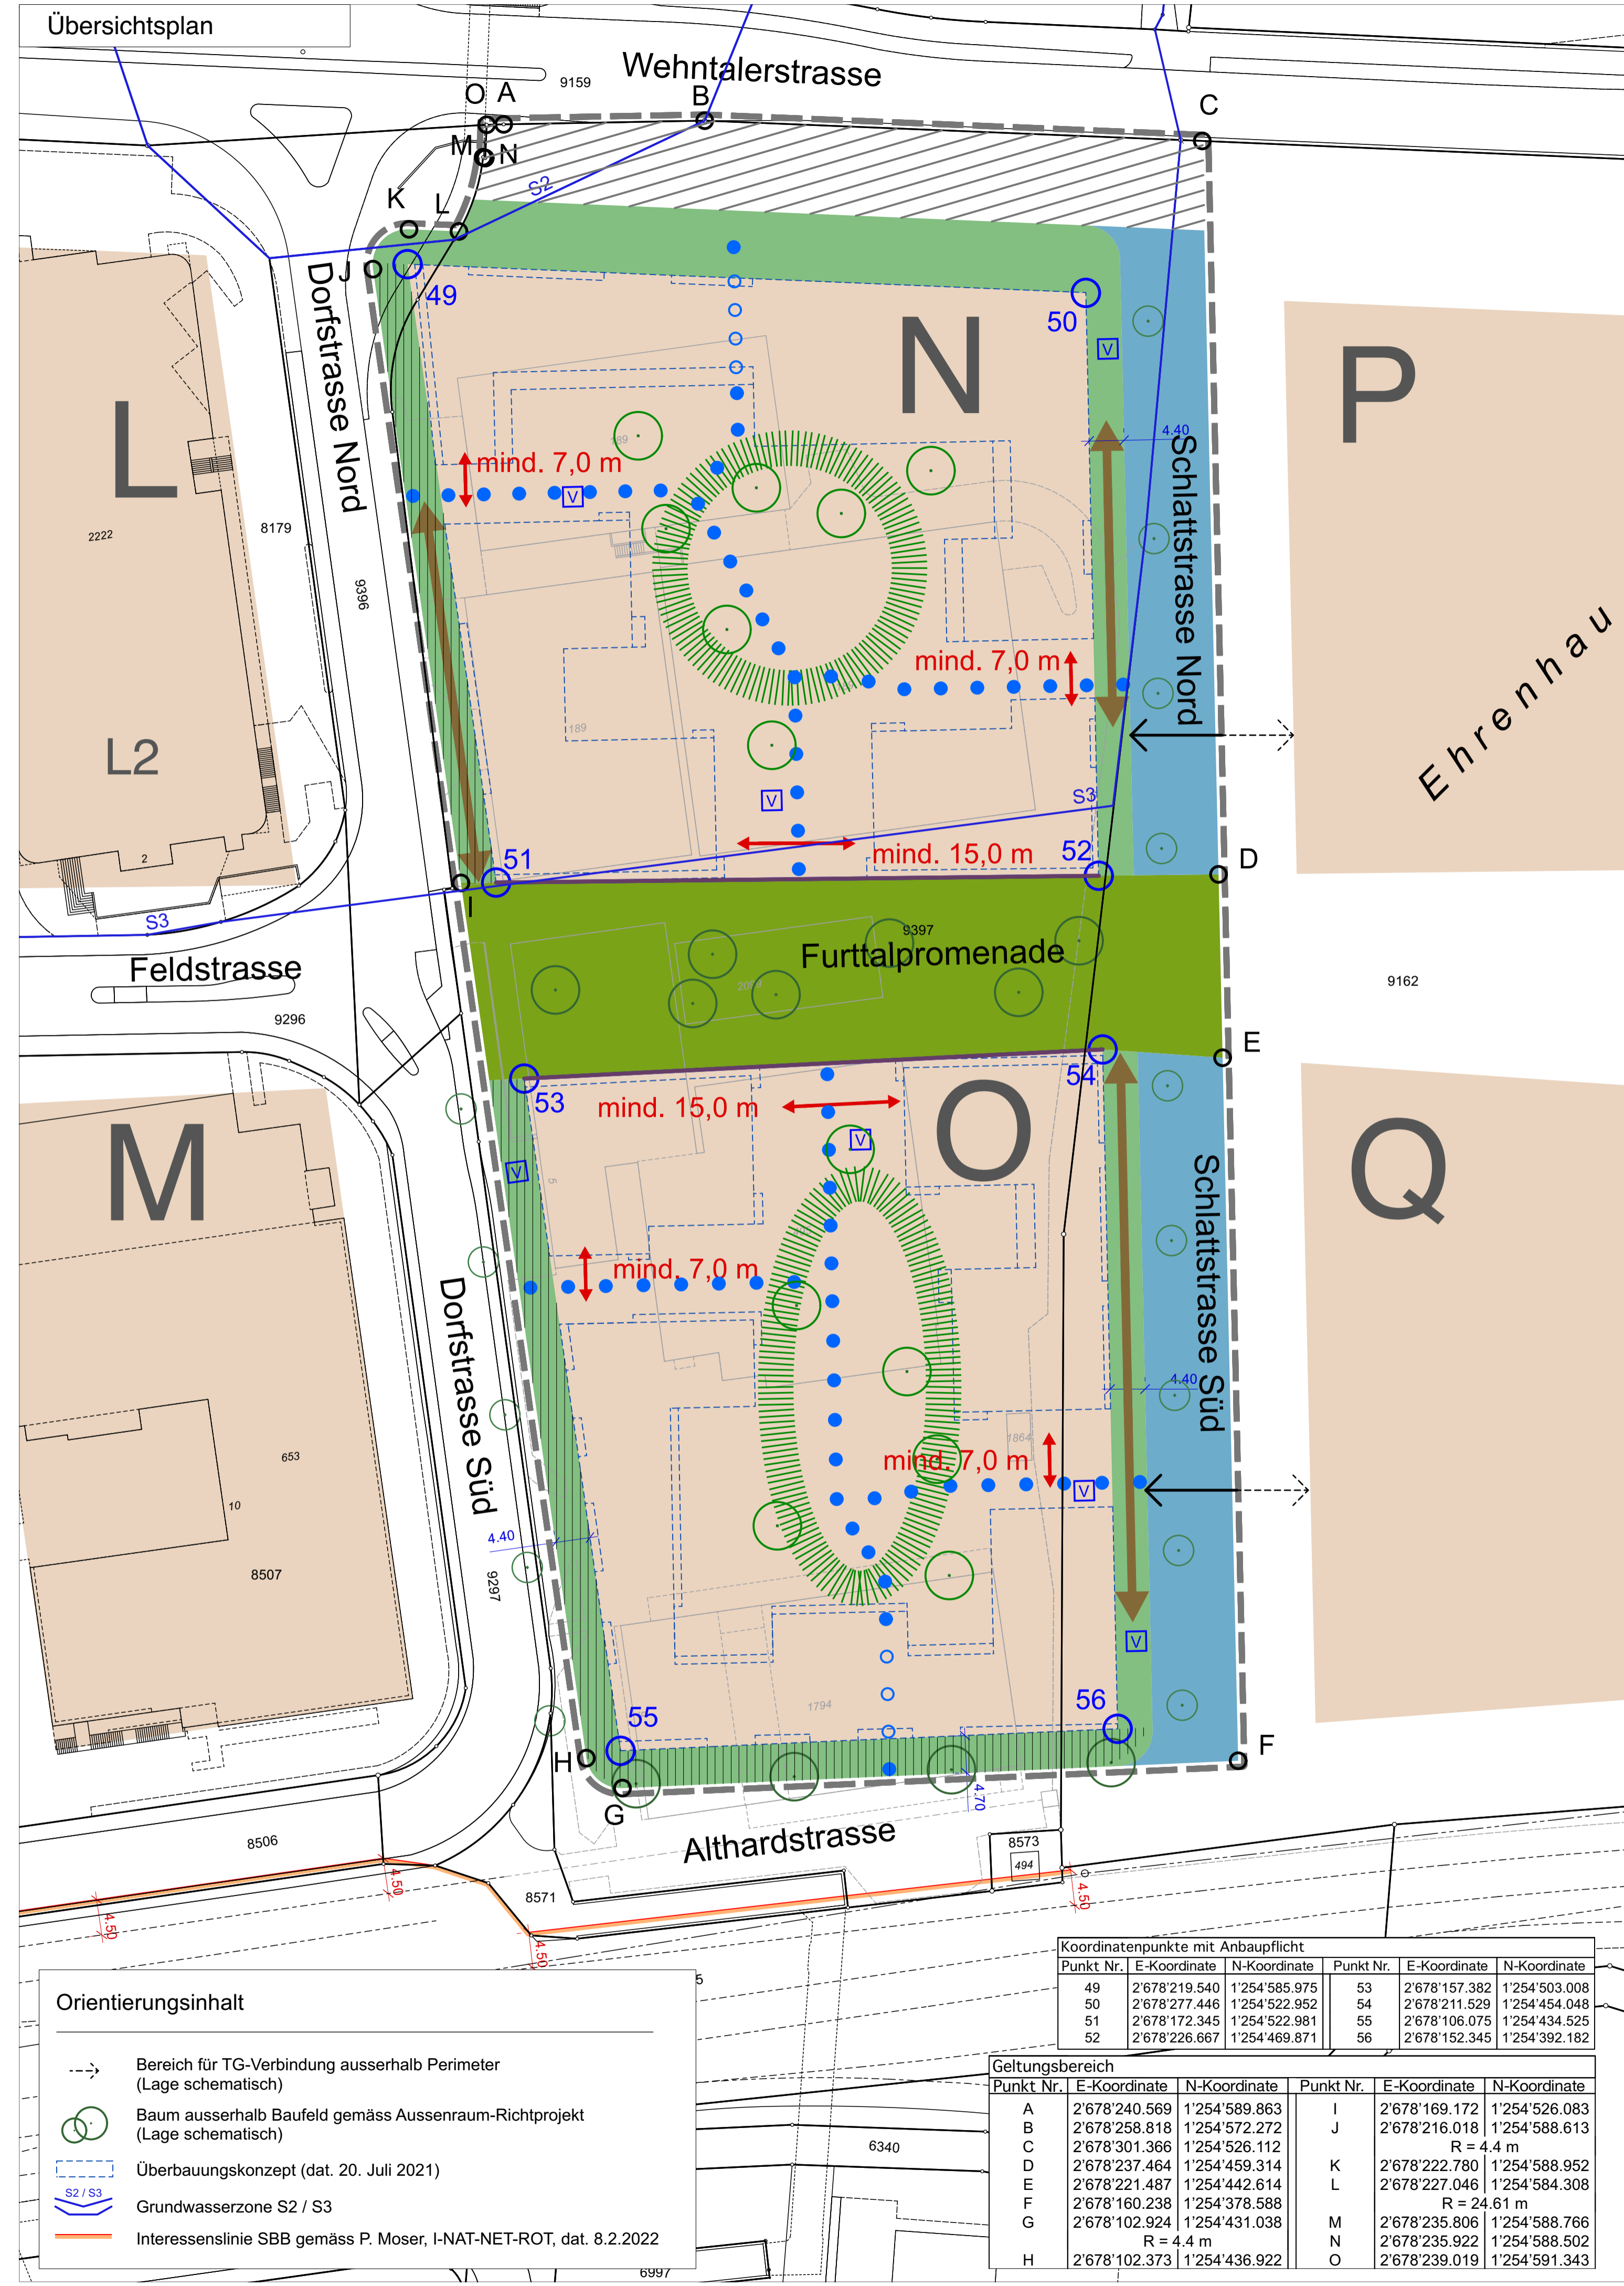 Übersichtsplan
Wehntalerstrasse
9159
O A
B
C
M
N
S2
K
L
J
49
50
N
P
L
V
4.40
Dorfstrasse Nord
Schlattstrasse Nord
189
mind. 7,0 m
V
2222
8179
9396
Ehrenhau
mind. 7,0 m
189
L2
V
S3
2
51
mind. 15,0 m
52
D
I
S3
Feldstrasse
9397
Furttalpromenade
2069
9162
9296
E
54
53
mind. 15,0 m
M
O
Q
V
V
5
Schlattstrasse Süd
mind. 7,0 m
Dorfstrasse Süd
4.40
1864
mind. 7,0 m
V
653
10
4.40
8507
9297
V
1794
55
56
H
F
G
4.70
Althardstrasse
8506
8573
494
4.50
4.50
8571
4.50
4.50
5
Koordinatenpunkte mit Anbaupflicht
Punkt Nr. E-Koordinate N-Koordinate Punkt Nr. E-Koordinate N-Koordinate
49 2'678'219.540 1'254'585.975 53 2'678'157.382 1'254'503.008
50 2'678'277.446 1'254'522.952 54 2'678'211.529 1'254'454.048
51 2'678'172.345 1'254'522.981 55 2'678'106.075 1'254'434.525
52 2'678'226.667 1'254'469.871 56 2'678'152.345 1'254'392.182
Geltungsbereich
Punkt Nr. E-Koordinate N-Koordinate Punkt Nr. E-Koordinate N-Koordinate
A 2'678'240.569 1'254'589.863 I 2'678'169.172 1'254'526.083
B 2'678'258.818 1'254'572.272 J 2'678'216.018 1'254'588.613
C 2'678'301.366 1'254'526.112 R = 4.4 m
D 2'678'237.464 1'254'459.314 K 2'678'222.780 1'254'588.952
E 2'678'221.487 1'254'442.614 L 2'678'227.046 1'254'584.308
F 2'678'160.238 1'254'378.588 R = 24.61 m
G 2'678'102.924 1'254'431.038 M 2'678'235.806 1'254'588.766
R = 4.4 m N 2'678'235.922 1'254'588.502
H 2'678'102.373 1'254'436.922 O 2'678'239.019 1'254'591.343
Orientierungsinhalt
Bereich für TG-Verbindung ausserhalb Perimeter
(Lage schematisch)
Baum ausserhalb Baufeld gemäss Aussenraum-Richtprojekt
(Lage schematisch)
Überbauungskonzept (dat. 20. Juli 2021)
S2 / S3
Grundwasserzone S2 / S3
Interessenslinie SBB gemäss P. Moser, I-NAT-NET-ROT, dat. 8.2.2022
6340
6997